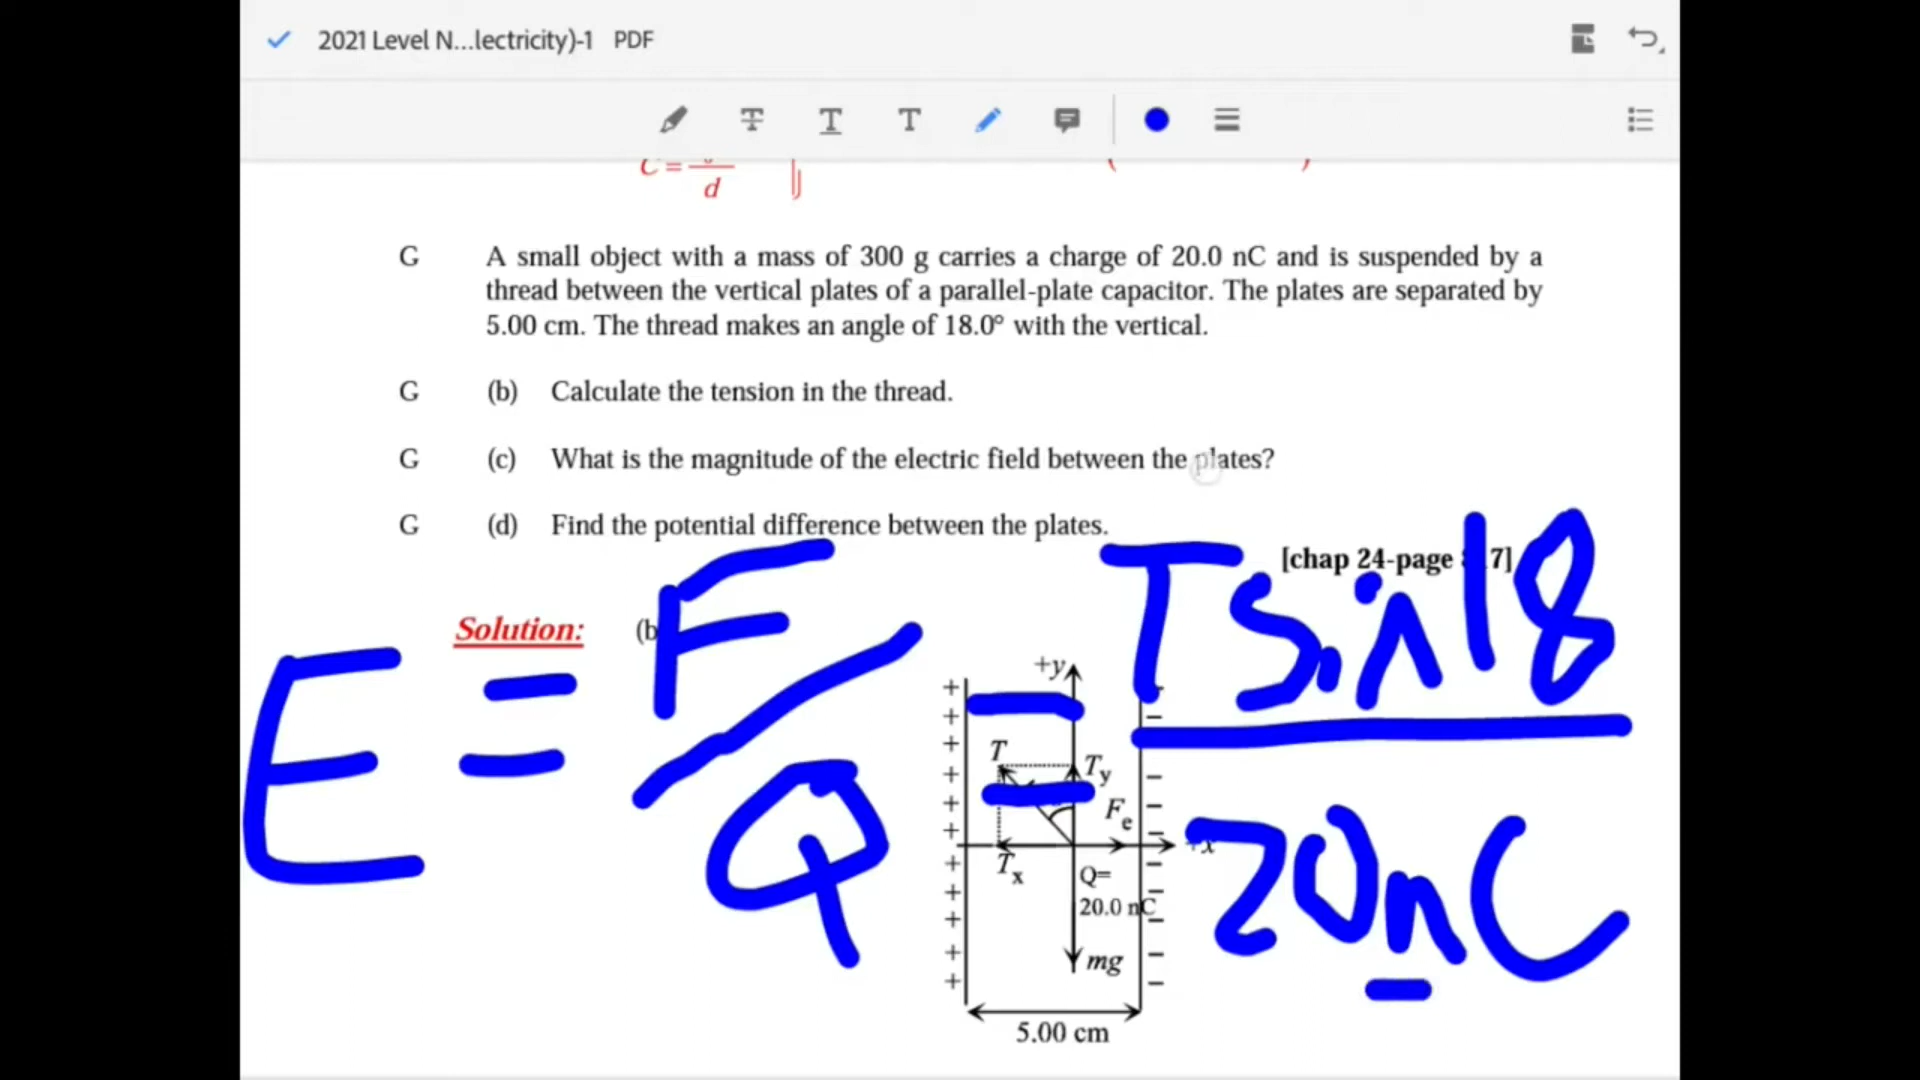 2021 Level N...lectricity)-1 PDF
C = 
d
G A small object with a mass of 300 g carries a charge of 20.0 nC and is suspended by a
thread between the vertical plates of a parallel-plate capacitor. The plates are separated by
5.00 cm. The thread makes an angle of 18.0° with the vertical.
G (b) Calculate the tension in the thread.
G (c) What is the magnitude of the electric field between the plates?
G (d) Find the potential difference between the plates.
[chap 24-page 7]
Solution: (b
E = F/Q = T sin 18
20nC
+y
T
Ty
Fe
+x
Tx
Q=
20.0 nC
mg
5.00 cm